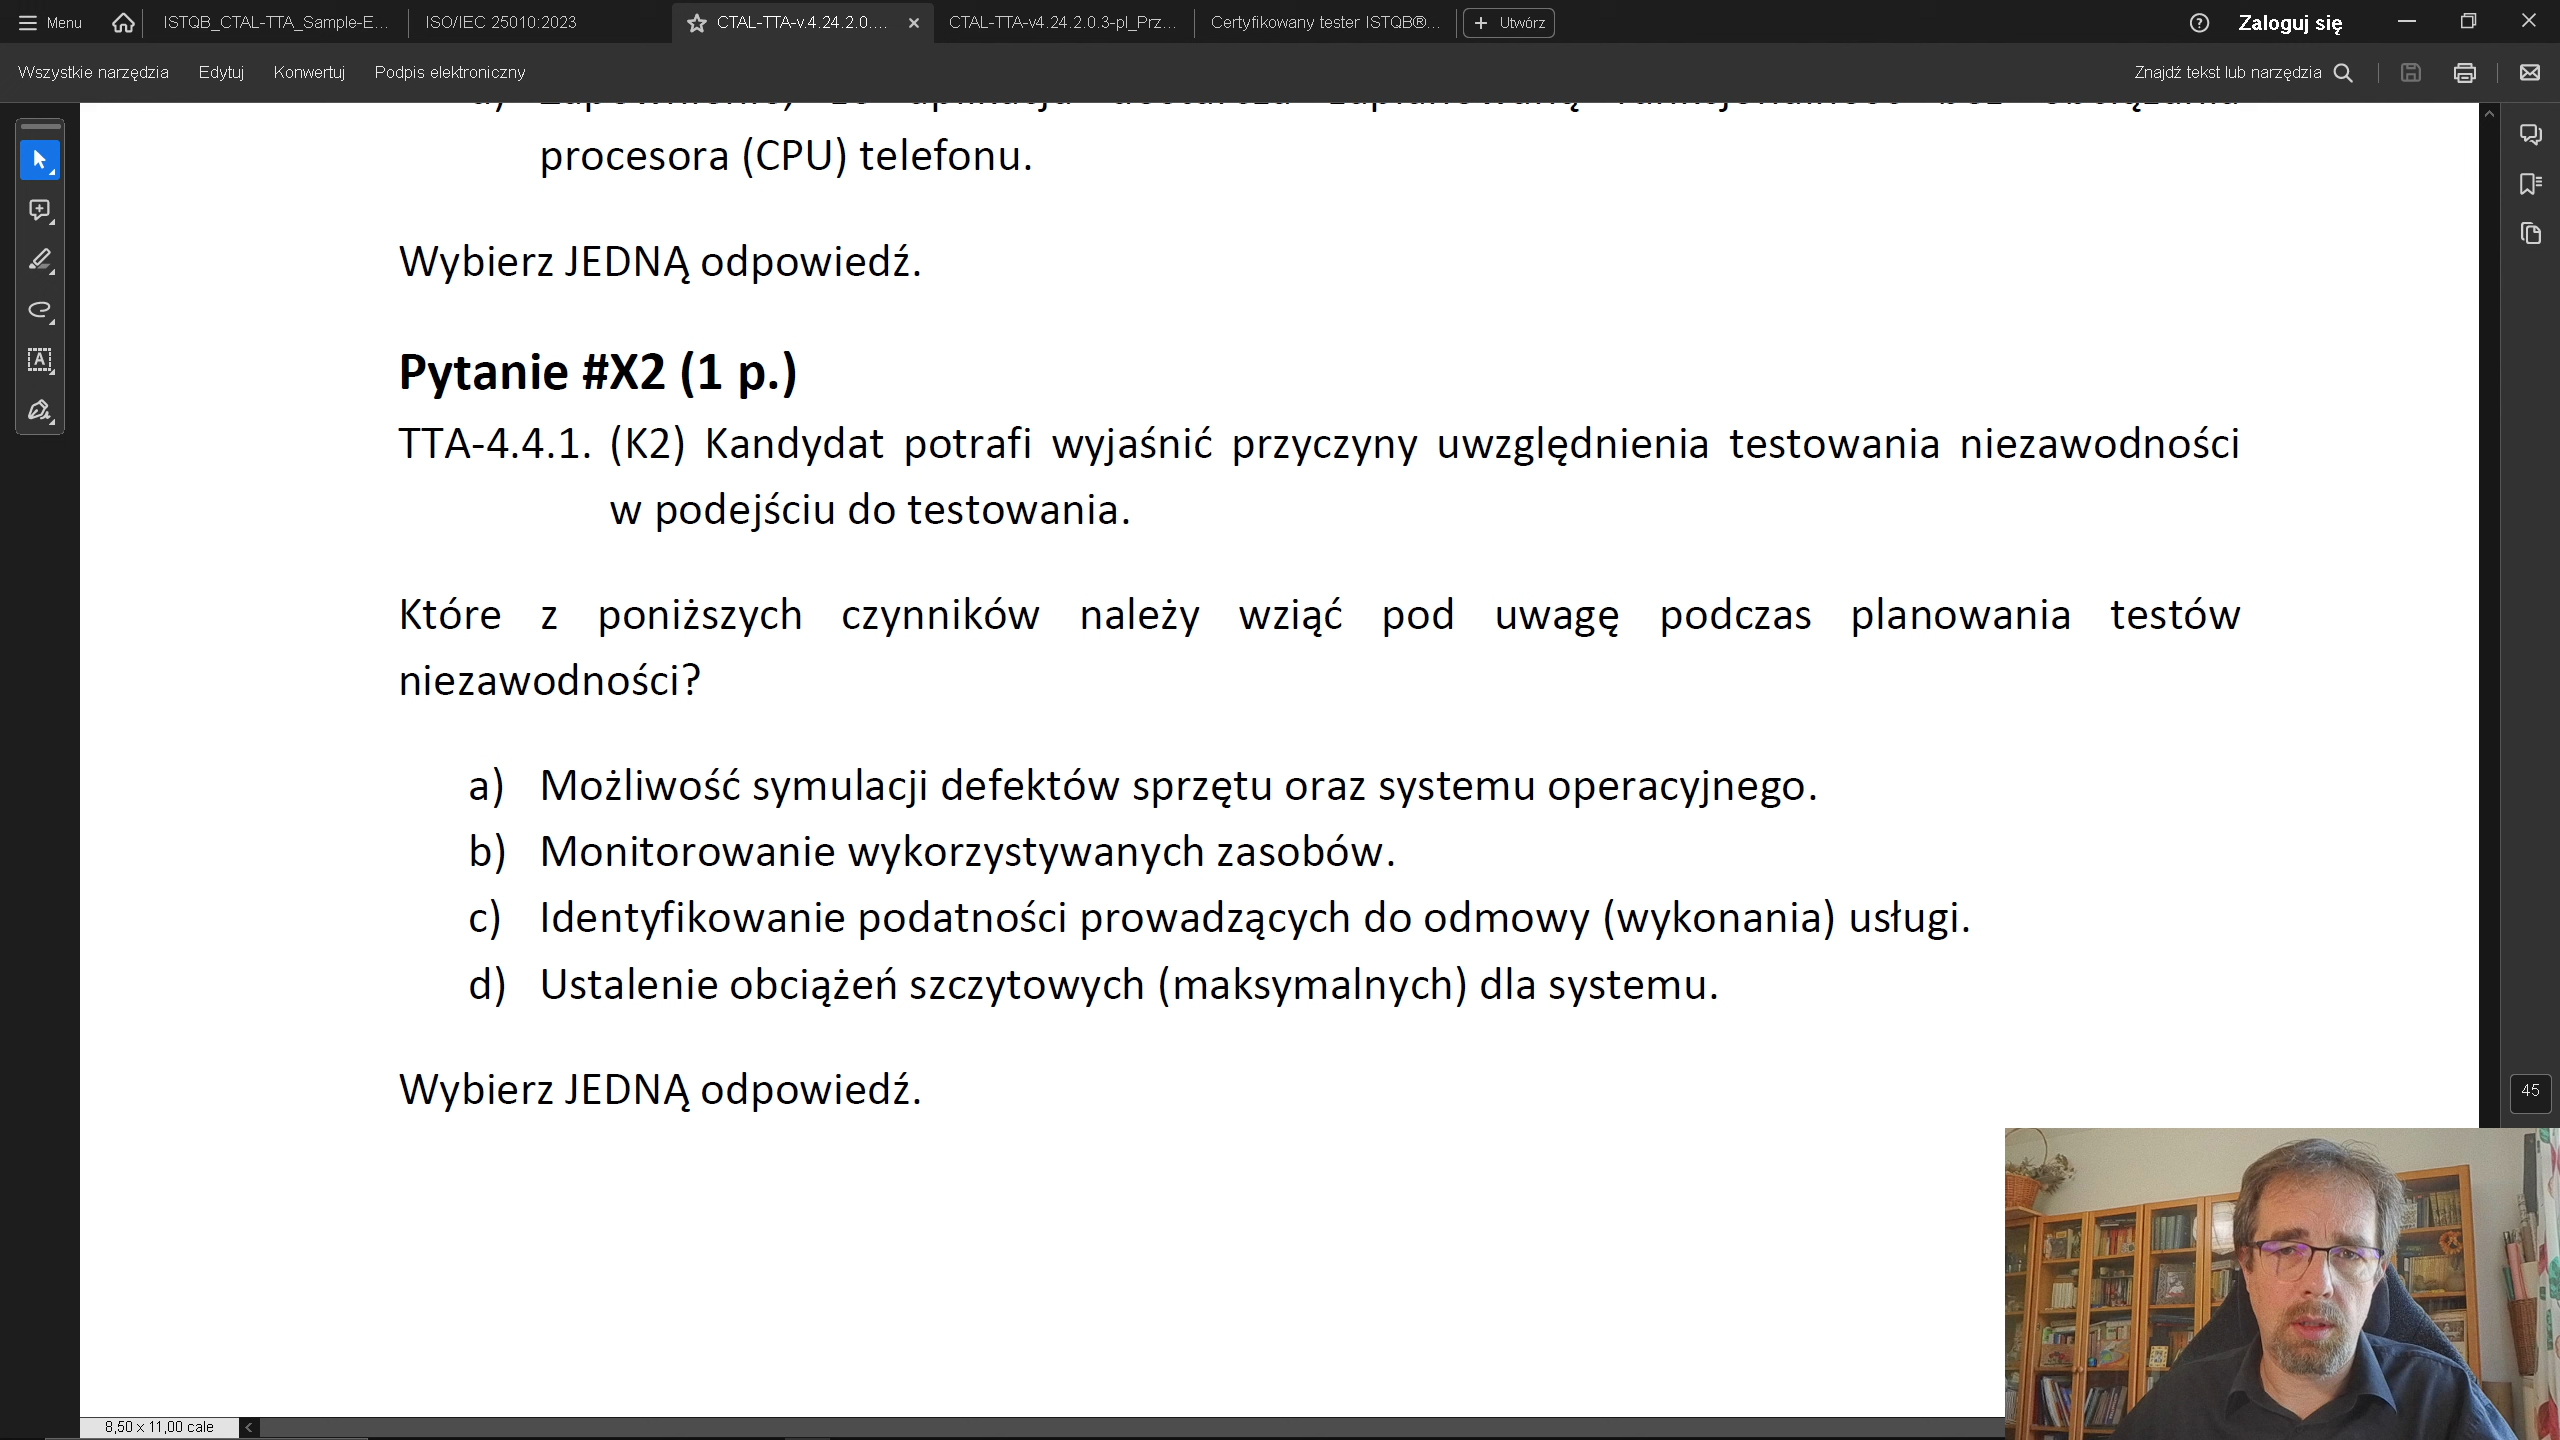 Menu
ISTQB_CTAL-TTA_Sample-E...
ISO/IEC 25010:2023
CTAL-TTA-v.4.24.2.0....
CTAL-TTA-v4.24.2.0.3-pl_Prz...
Certyfikowany tester ISTQB®...
Utwórz
Zaloguj się
Wszystkie narzędzia
Edytuj
Konwertuj
Podpis elektroniczny
Znajdź tekst lub narzędzia
procesora (CPU) telefonu.
Wybierz JEDNĄ odpowiedź.
Pytanie #X2 (1 p.)
TTA-4.4.1. (K2) Kandydat potrafi wyjaśnić przyczyny uwzględnienia testowania niezawodności
w podejściu do testowania.
Które z poniższych czynników należy wziąć pod uwagę podczas planowania testów
niezawodności?
a) Możliwość symulacji defektów sprzętu oraz systemu operacyjnego.
b) Monitorowanie wykorzystywanych zasobów.
c) Identyfikowanie podatności prowadzących do odmowy (wykonania) usługi.
d) Ustalenie obciążeń szczytowych (maksymalnych) dla systemu.
Wybierz JEDNĄ odpowiedź.
45
8,50 x 11,00 cale